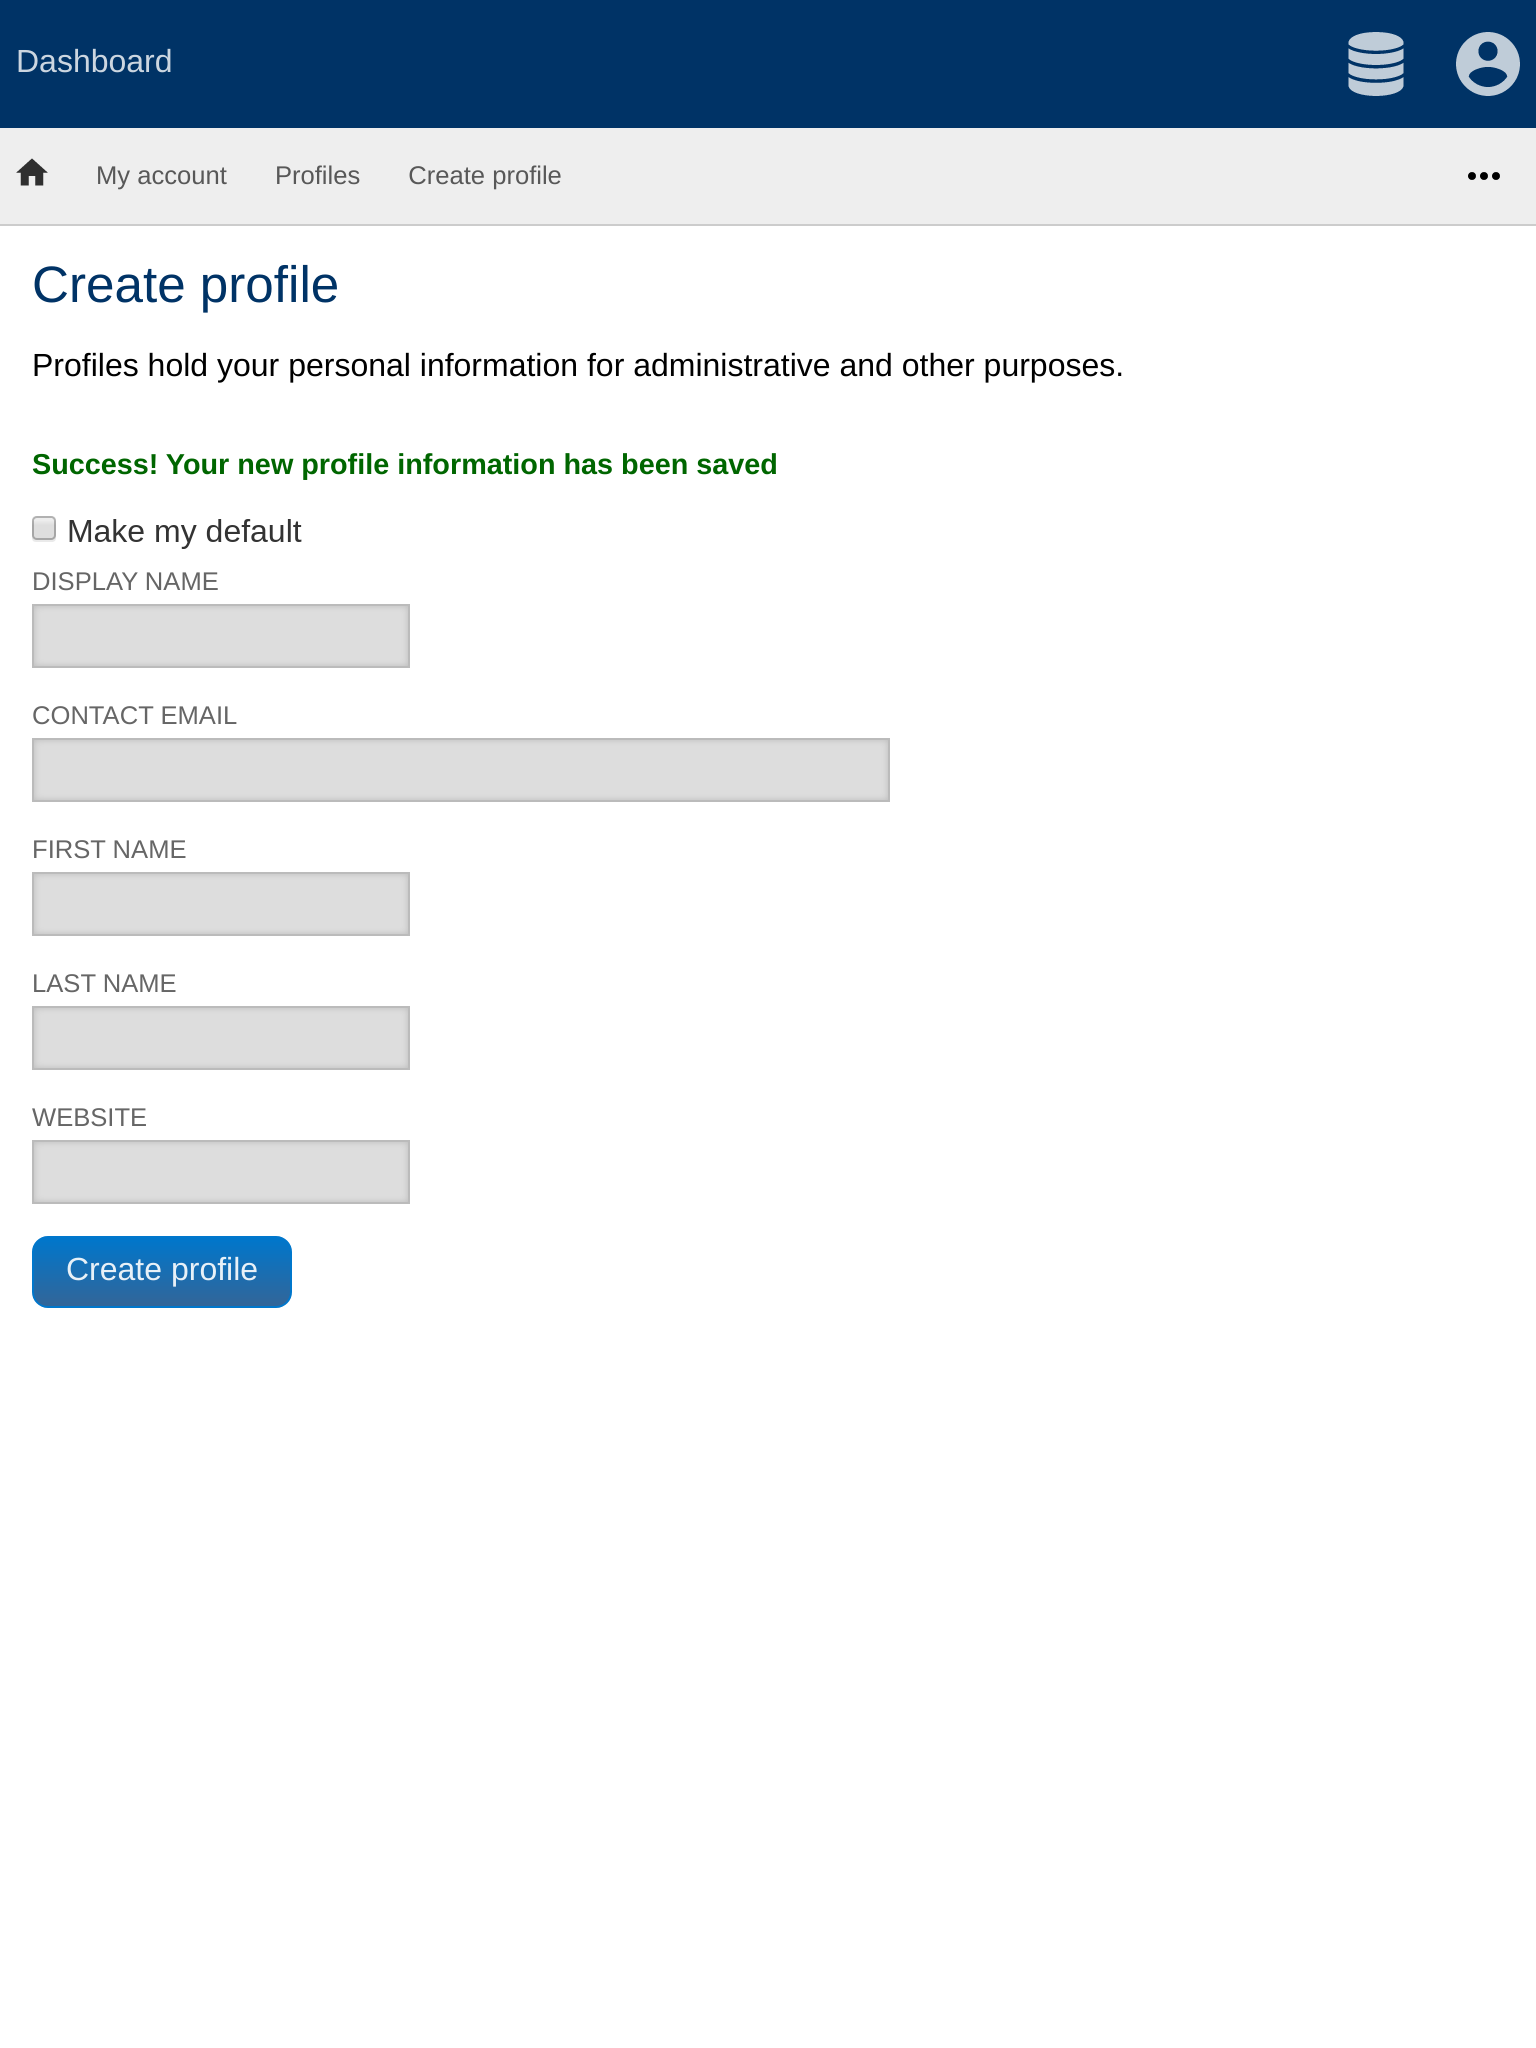 Dashboard
My account Profiles Create profile
Create profile
Profiles hold your personal information for administrative and other purposes.
Success! Your new profile information has been saved
Make my default
DISPLAY NAME
CONTACT EMAIL
FIRST NAME
LAST NAME
WEBSITE
Create profile